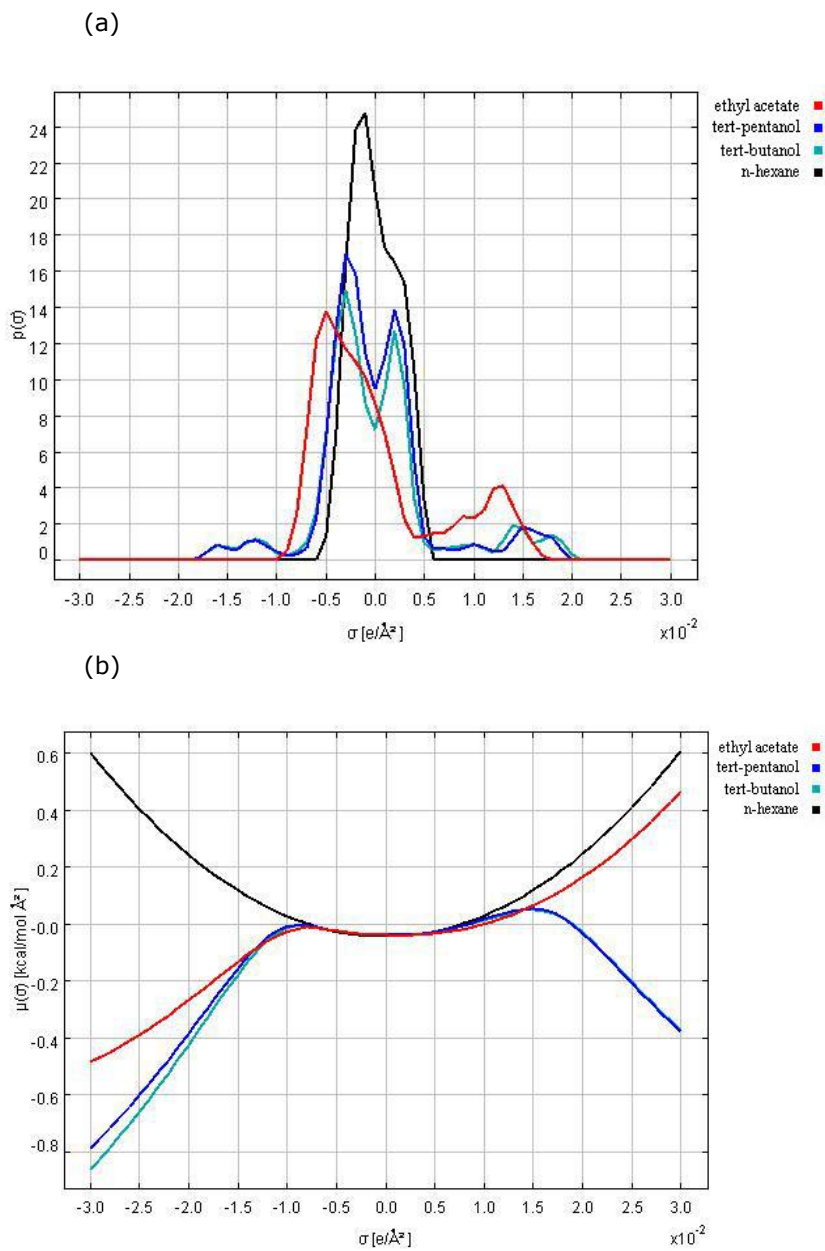 (a)
ethyl acetate
tert-pentanol
tert-butanol
n-hexane
24
22
20
18
16
14
12
10
8
6
4
2
0
p(σ)
-3.0 -2.5 -2.0 -1.5 -1.0 -0.5 0.0 0.5 1.0 1.5 2.0 2.5 3.0
σ [e/Å²] x10⁻²
(b)
ethyl acetate
tert-pentanol
tert-butanol
n-hexane
0.6
0.4
0.2
-0.0
-0.2
-0.4
-0.6
-0.8
μ(σ) [kcal/mol Å²]
-3.0 -2.5 -2.0 -1.5 -1.0 -0.5 0.0 0.5 1.0 1.5 2.0 2.5 3.0
σ [e/Å²] x10⁻²